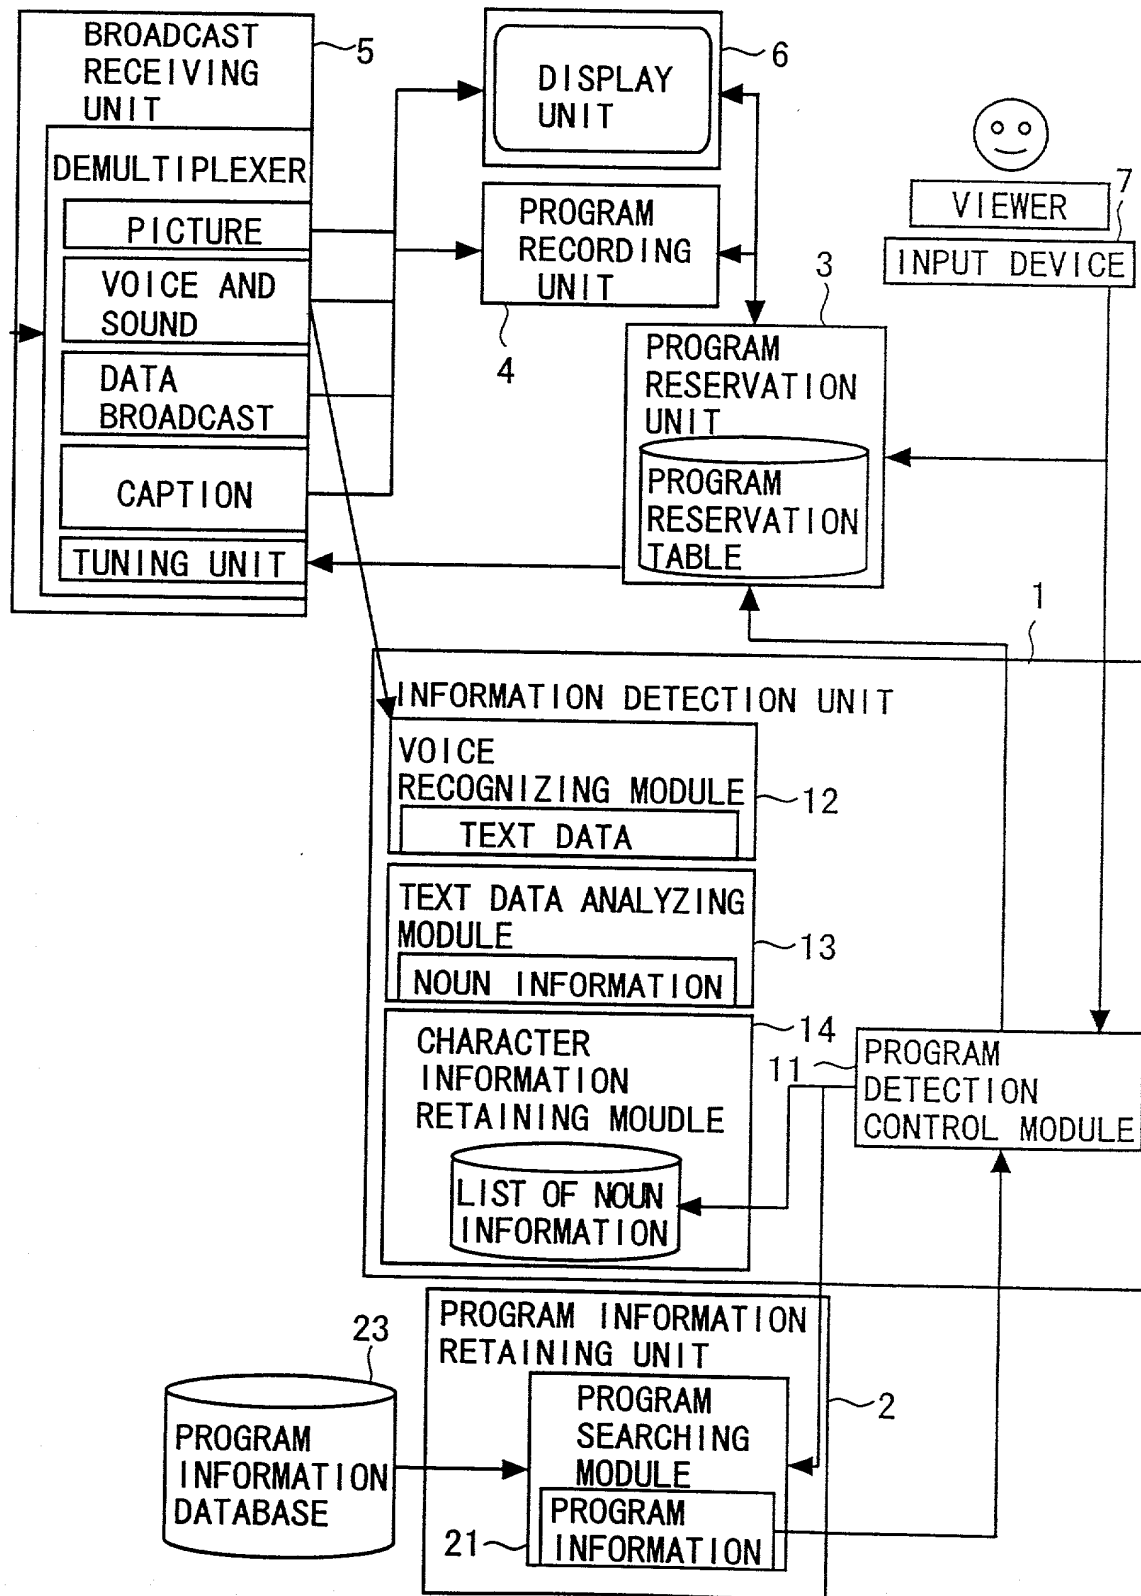 BROADCAST
RECEIVING
UNIT
5
DEMULTIPLEXER
PICTURE
VOICE AND
SOUND
DATA
BROADCAST
CAPTION
TUNING UNIT
DISPLAY
UNIT
6
PROGRAM
RECORDING
UNIT
4
VIEWER
7
INPUT DEVICE
3
PROGRAM
RESERVATION
UNIT
PROGRAM
RESERVATION
TABLE
1
INFORMATION DETECTION UNIT
VOICE
RECOGNIZING MODULE
12
TEXT DATA
TEXT DATA ANALYZING
MODULE
13
NOUN INFORMATION
14
CHARACTER
INFORMATION
RETAINING MOUDLE
LIST OF NOUN
INFORMATION
11
PROGRAM
DETECTION
CONTROL MODULE
PROGRAM INFORMATION
RETAINING UNIT
2
23
PROGRAM
INFORMATION
DATABASE
PROGRAM
SEARCHING
MODULE
21
PROGRAM
INFORMATION